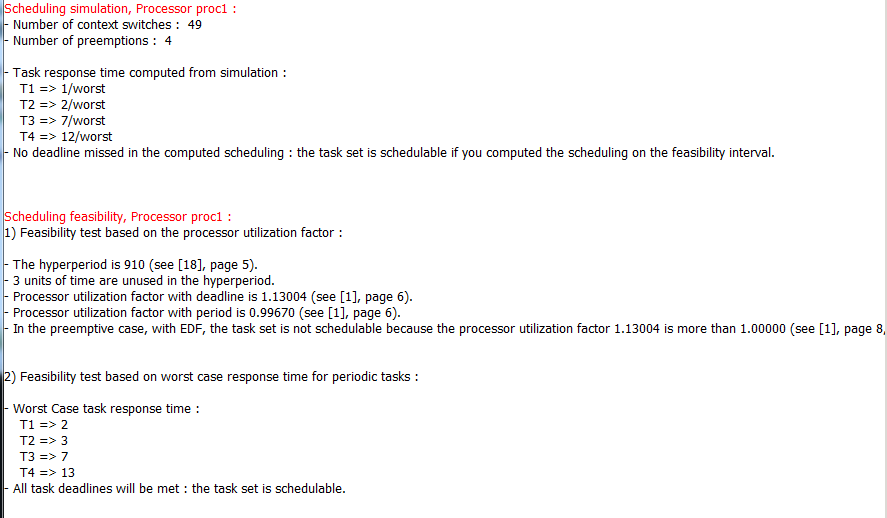 Scheduling simulation, Processor proc1 :
- Number of context switches :  49
- Number of preemptions :  4
- Task response time computed from simulation :
T1 => 1/worst
T2 => 2/worst
T3 => 7/worst
T4 => 12/worst
- No deadline missed in the computed scheduling : the task set is schedulable if you computed the scheduling on the feasibility interval.
Scheduling feasibility, Processor proc1 :
1) Feasibility test based on the processor utilization factor :
- The hyperperiod is 910 (see [18], page 5).
- 3 units of time are unused in the hyperperiod.
- Processor utilization factor with deadline is 1.13004 (see [1], page 6).
- Processor utilization factor with period is 0.99670 (see [1], page 6).
- In the preemptive case, with EDF, the task set is not schedulable because the processor utilization factor 1.13004 is more than 1.00000 (see [1], page 8,
2) Feasibility test based on worst case response time for periodic tasks :
- Worst Case task response time :
T1 => 2
T2 => 3
T3 => 7
T4 => 13
- All task deadlines will be met : the task set is schedulable.